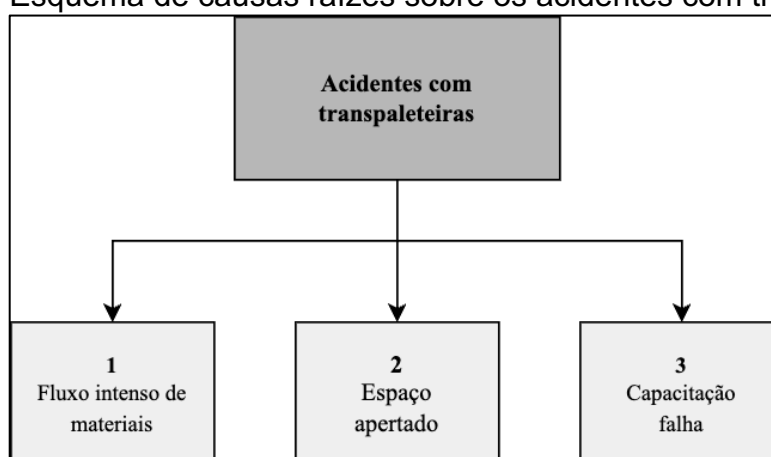 Esquema de causas raízes sobre os acidentes com
Acidentes com
transpaleteiras
1
Fluxo intenso de
materiais
2
Espaço
apertado
3
Capacitação
falha